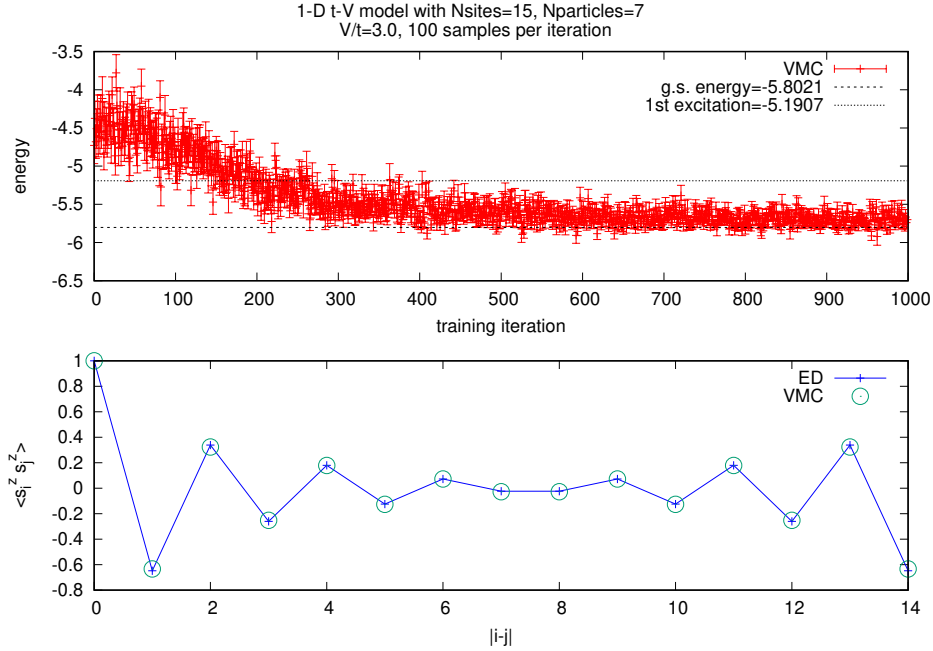 1-D t-V model with Nsites=15, Nparticles=7
V/t=3.0, 100 samples per iteration
-3.5
-4
-4.5
-5
-5.5
-6
-6.5
energy
VMC
g.s. energy=-5.8021
1st excitation=-5.1907
0 100 200 300 400 500 600 700 800 900 1000
training iteration
1
0.8
0.6
0.4
0.2
0
-0.2
-0.4
-0.6
-0.8
<s_i^z s_j^z>
ED
VMC
0 2 4 6 8 10 12 14
|i-j|